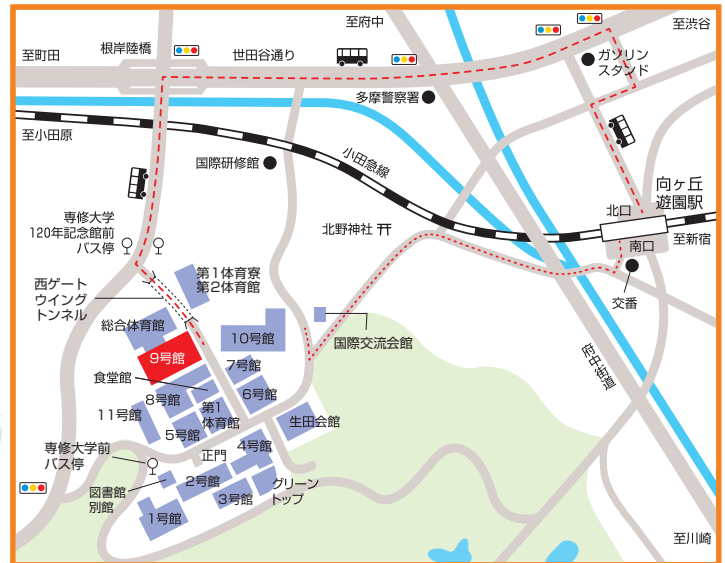 至府中
至渋谷
至町田
根岸陸橋
世田谷通り
ガソリン
スタンド
多摩警察署
至小田原
国際研修館
小田急線
向ヶ丘
遊園駅
北口
南口
至新宿
北野神社
専修大学
120年記念館前
バス停
交番
西ゲート
ウイング
トンネル
第1体育寮
第2体育館
総合体育館
10号館
国際交流会館
9号館
7号館
食堂館
6号館
8号館
府中街道
11号館
第1
体育館
生田会館
5号館
4号館
専修大学前
バス停
正門
2号館
グリーン
トップ
図書館
別館
3号館
1号館
至川崎